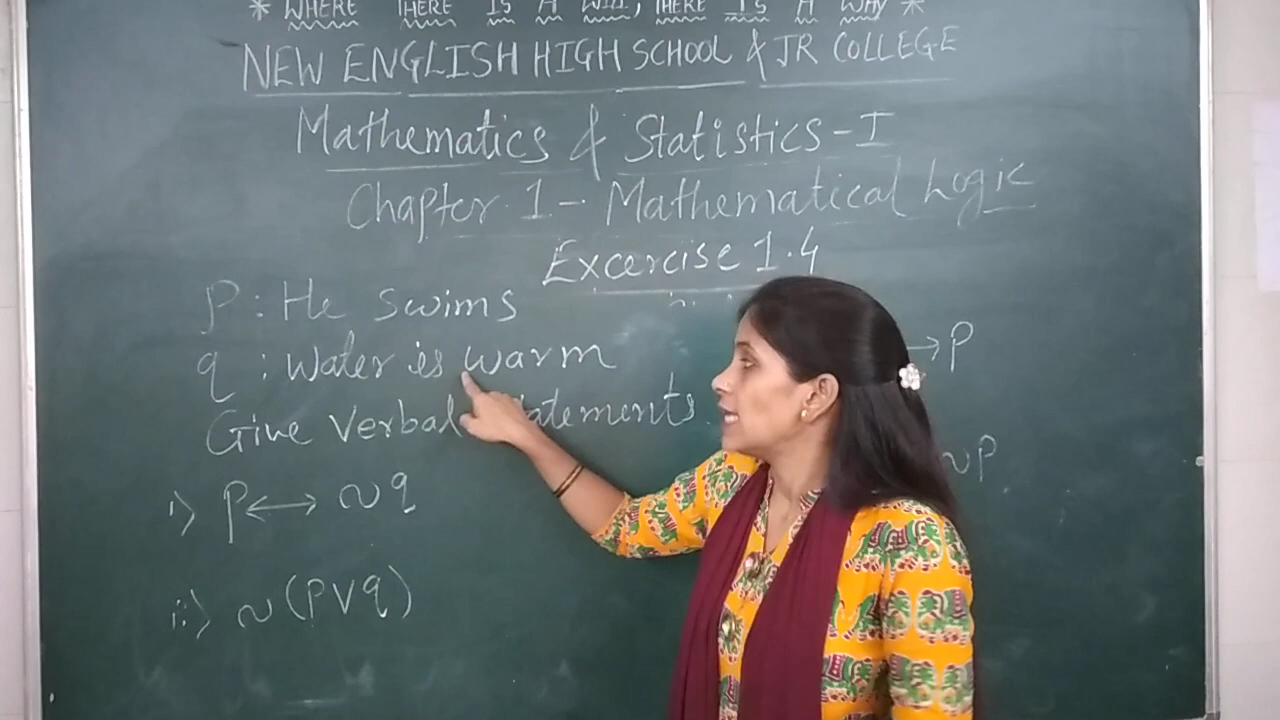 * WHERE THERE IS A WILL, THERE IS A WAY *
NEW ENGLISH HIGH SCHOOL & JR COLLEGE
Mathematics & Statistics-I
Chapter 1 - Mathematical Logic
Excercise 1.4
P : He swims
q : Water is warm
Give Verbal statements.
i) p ↔ ~q
ii) ~(p∨q)
→ p
~p